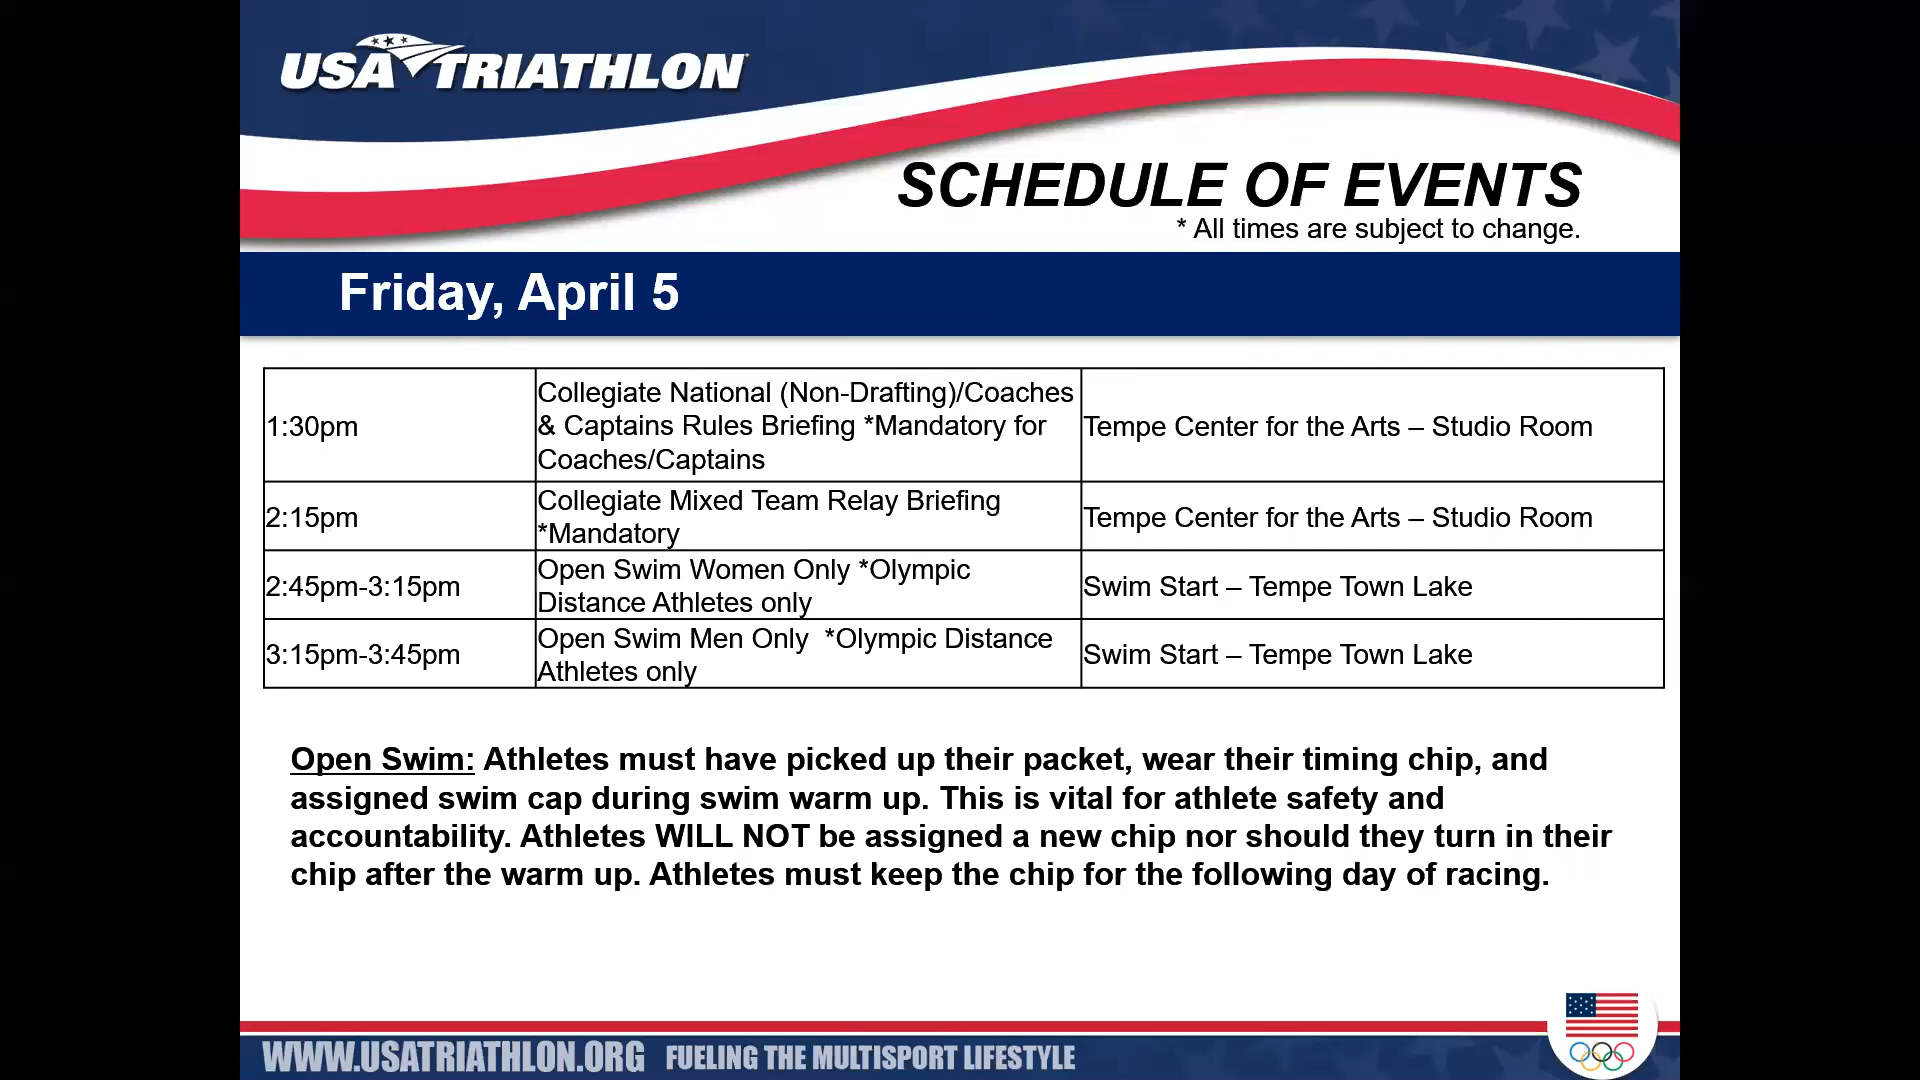 USA TRIATHLON
SCHEDULE OF EVENTS
* All times are subject to change.
Friday, April 5
1:30pm
Collegiate National (Non-Drafting)/Coaches
& Captains Rules Briefing *Mandatory for
Coaches/Captains
Tempe Center for the Arts – Studio Room
2:15pm
Collegiate Mixed Team Relay Briefing
*Mandatory
Tempe Center for the Arts – Studio Room
2:45pm-3:15pm
Open Swim Women Only *Olympic
Distance Athletes only
Swim Start – Tempe Town Lake
3:15pm-3:45pm
Open Swim Men Only  *Olympic Distance
Athletes only
Swim Start – Tempe Town Lake
Open Swim: Athletes must have picked up their packet, wear their timing chip, and
assigned swim cap during swim warm up. This is vital for athlete safety and
accountability. Athletes WILL NOT be assigned a new chip nor should they turn in their
chip after the warm up. Athletes must keep the chip for the following day of racing.
WWW.USATRIATHLON.ORG FUELING THE MULTISPORT LIFESTYLE